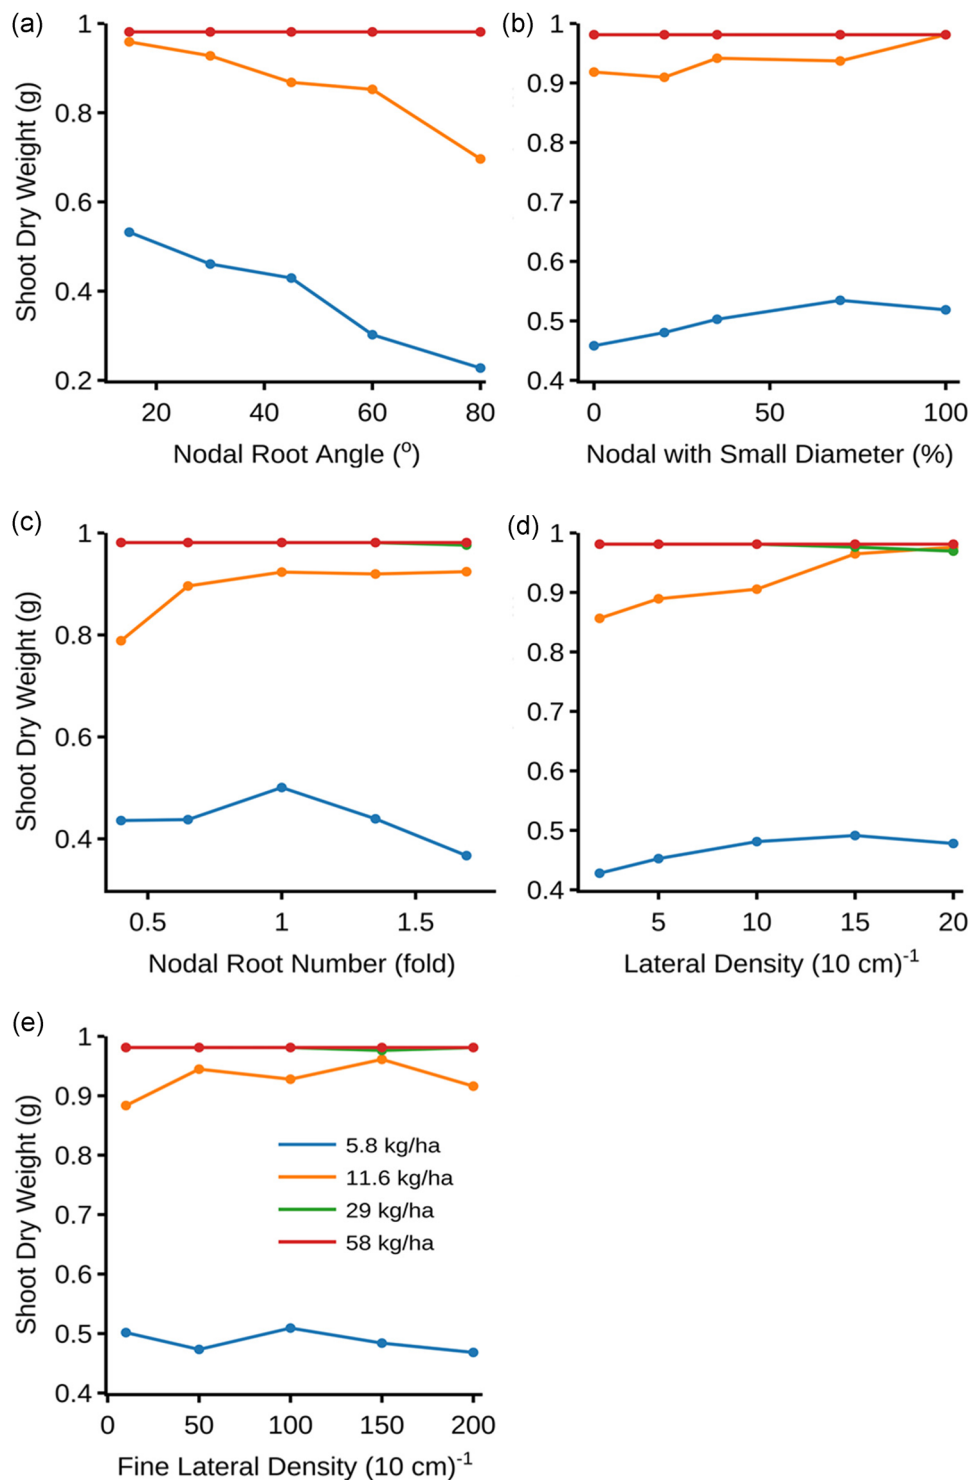 (a)
Shoot Dry Weight (g)
1
0.8
0.6
0.4
0.2
20 40 60 80
Nodal Root Angle (o)
(b)
1
0.9
0.8
0.7
0.6
0.5
0.4
0 50 100
Nodal with Small Diameter (%)
(c)
Shoot Dry Weight (g)
1
0.8
0.6
0.4
0.5 1 1.5
Nodal Root Number (fold)
(d)
1
0.9
0.8
0.7
0.6
0.5
0.4
5 10 15 20
Lateral Density (10 cm)-1
(e)
Shoot Dry Weight (g)
1
0.9
0.8
0.7
0.6
0.5
0.4
5.8 kg/ha
11.6 kg/ha
29 kg/ha
58 kg/ha
0 50 100 150 200
Fine Lateral Density (10 cm)-1